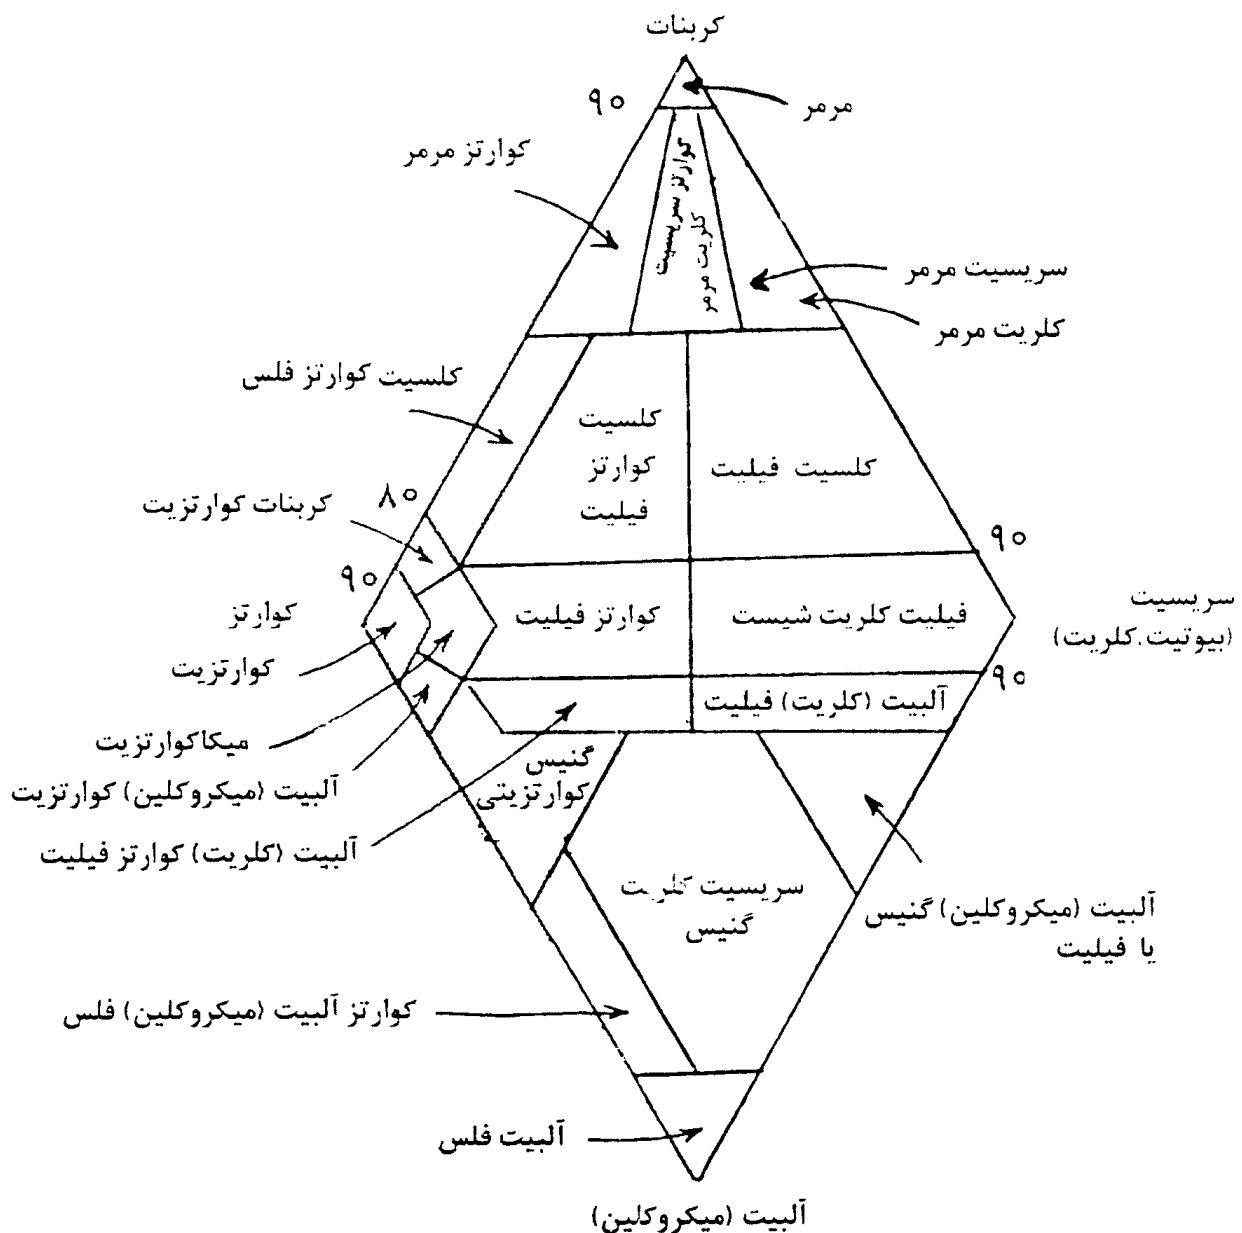 کربنات
۹۰
مرمر
کوارتز مرمر
کوارتز سریسیت
کلریت مرمر
سریسیت مرمر
کلریت مرمر
کلسیت کوارتز فلس
کلسیت
کوارتز
فیلیت
کلسیت فیلیت
۸۰
کربنات کوارتزیت
۹۰
۹۰
کوارتز
کوارتزیت
کوارتز فیلیت
فیلیت کلریت شیست
سریسیت
(بیوتیت.کلریت)
۹۰
آلبیت (کلریت) فیلیت
میکاکوارتزیت
آلبیت (میکروکلین) کوارتزیت
آلبیت (کلریت) کوارتز فیلیت
گنیس
کوارتزیتی
سریسیت کلریت
گنیس
آلبیت (میکروکلین) گنیس
یا فیلیت
کوارتز آلبیت (میکروکلین) فلس
آلبیت فلس
آلبیت (میکروکلین)